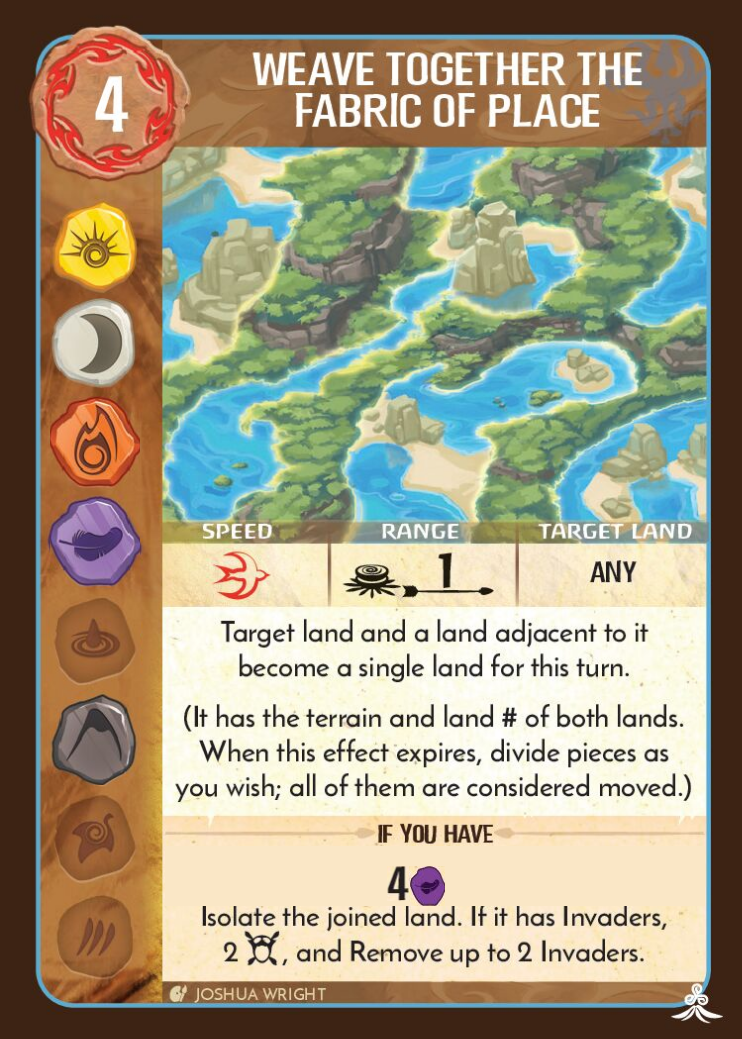 4
WEAVE TOGETHER THE
FABRIC OF PLACE
SPEED RANGE TARGET LAND
1 ANY
Target land and a land adjacent to it
become a single land for this turn.
(It has the terrain and land # of both lands.
When this effect expires, divide pieces as
you wish; all of them are considered moved.)
IF YOU HAVE
4
Isolate the joined land. If it has Invaders,
2 , and Remove up to 2 Invaders.
JOSHUA WRIGHT